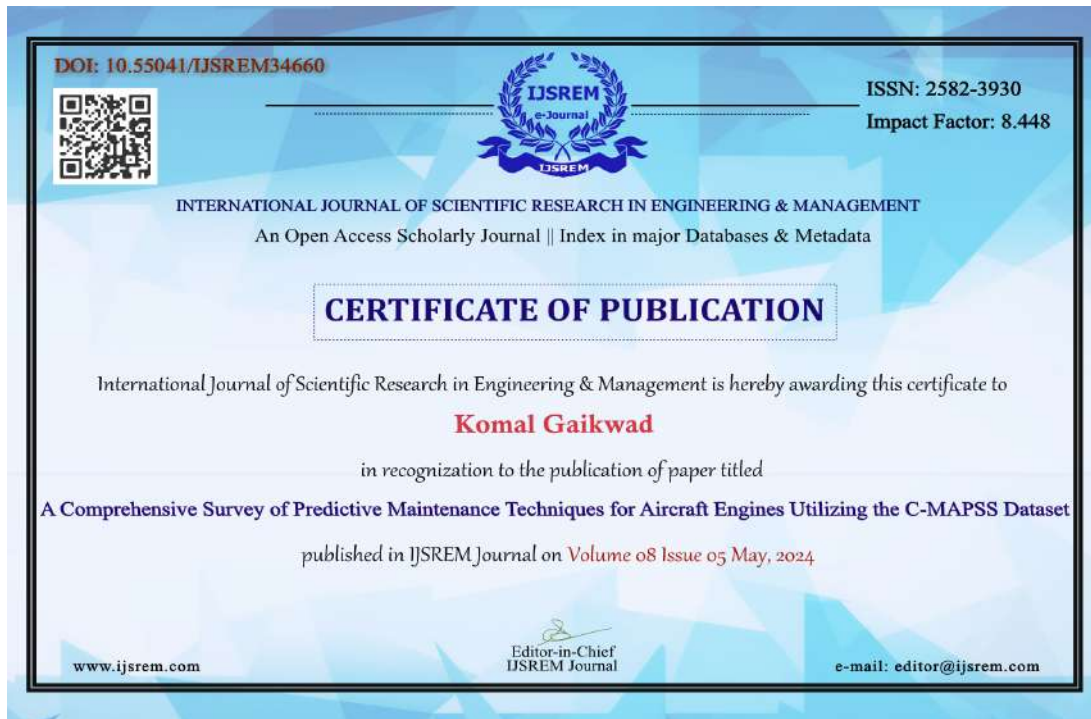 DOI: 10.55041/IJSREM34660
IJSREM
e-Journal
IJSREM
ISSN: 2582-3930
Impact Factor: 8.448
INTERNATIONAL JOURNAL OF SCIENTIFIC RESEARCH IN ENGINEERING & MANAGEMENT
An Open Access Scholarly Journal || Index in major Databases & Metadata
CERTIFICATE OF PUBLICATION
International Journal of Scientific Research in Engineering & Management is hereby awarding this certificate to
Komal Gaikwad
in recognization to the publication of paper titled
A Comprehensive Survey of Predictive Maintenance Techniques for Aircraft Engines Utilizing the C-MAPSS Dataset
published in IJSREM Journal on Volume 08 Issue 05 May, 2024
Editor-in-Chief
IJSREM Journal
www.ijsrem.com
e-mail: editor@ijsrem.com